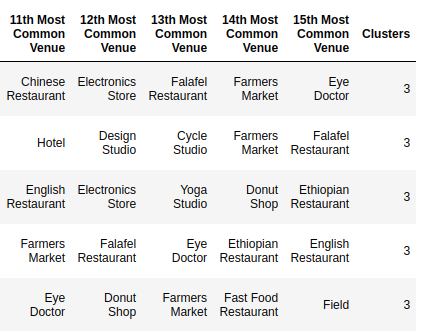 11th Most 12th Most 13th Most 14th Most 15th Most
Common Common Common Common Common Clusters
Venue Venue Venue Venue Venue
Chinese Electronics Falafel Farmers Eye
Restaurant Store Restaurant Market Doctor 3
Hotel Design Cycle Farmers Falafel 3
Studio Studio Market Restaurant
English Electronics Yoga Donut Ethiopian 3
Restaurant Store Studio Shop Restaurant
Farmers Falafel Eye Ethiopian English 3
Market Restaurant Doctor Restaurant Restaurant
Eye Donut Farmers Fast Food Field 3
Doctor Shop Market Restaurant